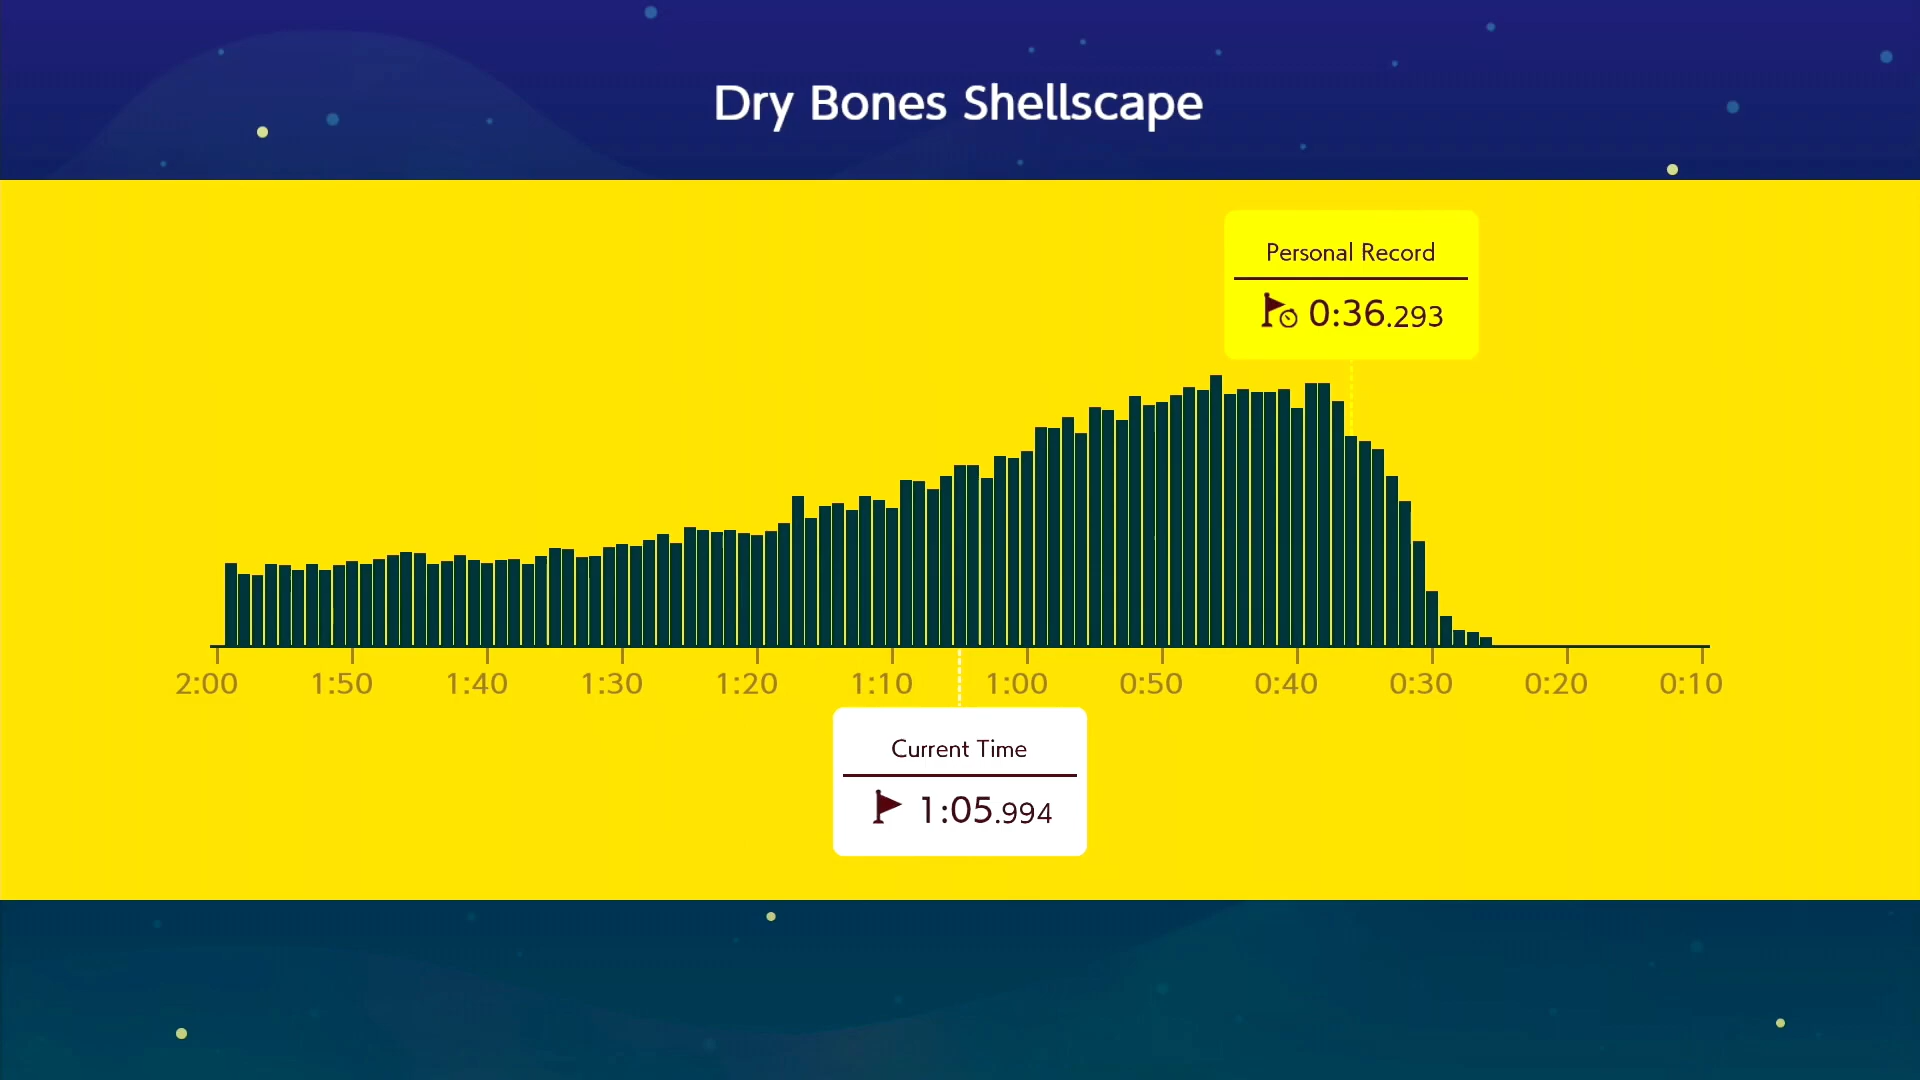 Dry Bones Shellscape
Personal Record
0:36.293
2:00 1:50 1:40 1:30 1:20 1:10 1:00 0:50 0:40 0:30 0:20 0:10
Current Time
1:05.994